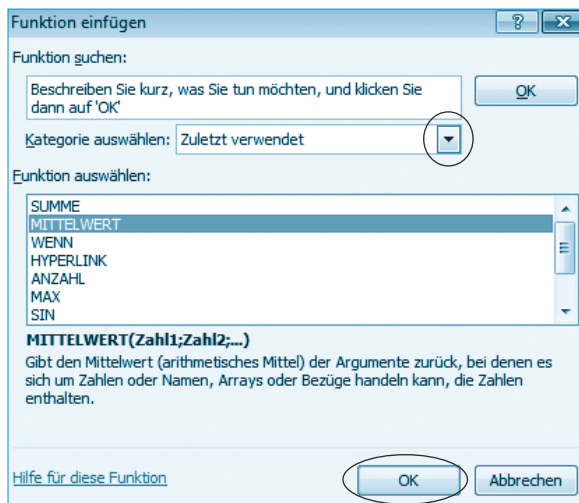 Funktion einfügen
Funktion suchen:
Beschreiben Sie kurz, was Sie tun möchten, und klicken Sie
dann auf 'OK'
OK
Kategorie auswählen: Zuletzt verwendet
Funktion auswählen:
SUMME
MITTELWERT
WENN
HYPERLINK
ANZAHL
MAX
SIN
MITTELWERT(Zahl1;Zahl2;...)
Gibt den Mittelwert (arithmetisches Mittel) der Argumente zurück, bei denen es
sich um Zahlen oder Namen, Arrays oder Bezüge handeln kann, die Zahlen
enthalten.
Hilfe für diese Funktion
OK
Abbrechen